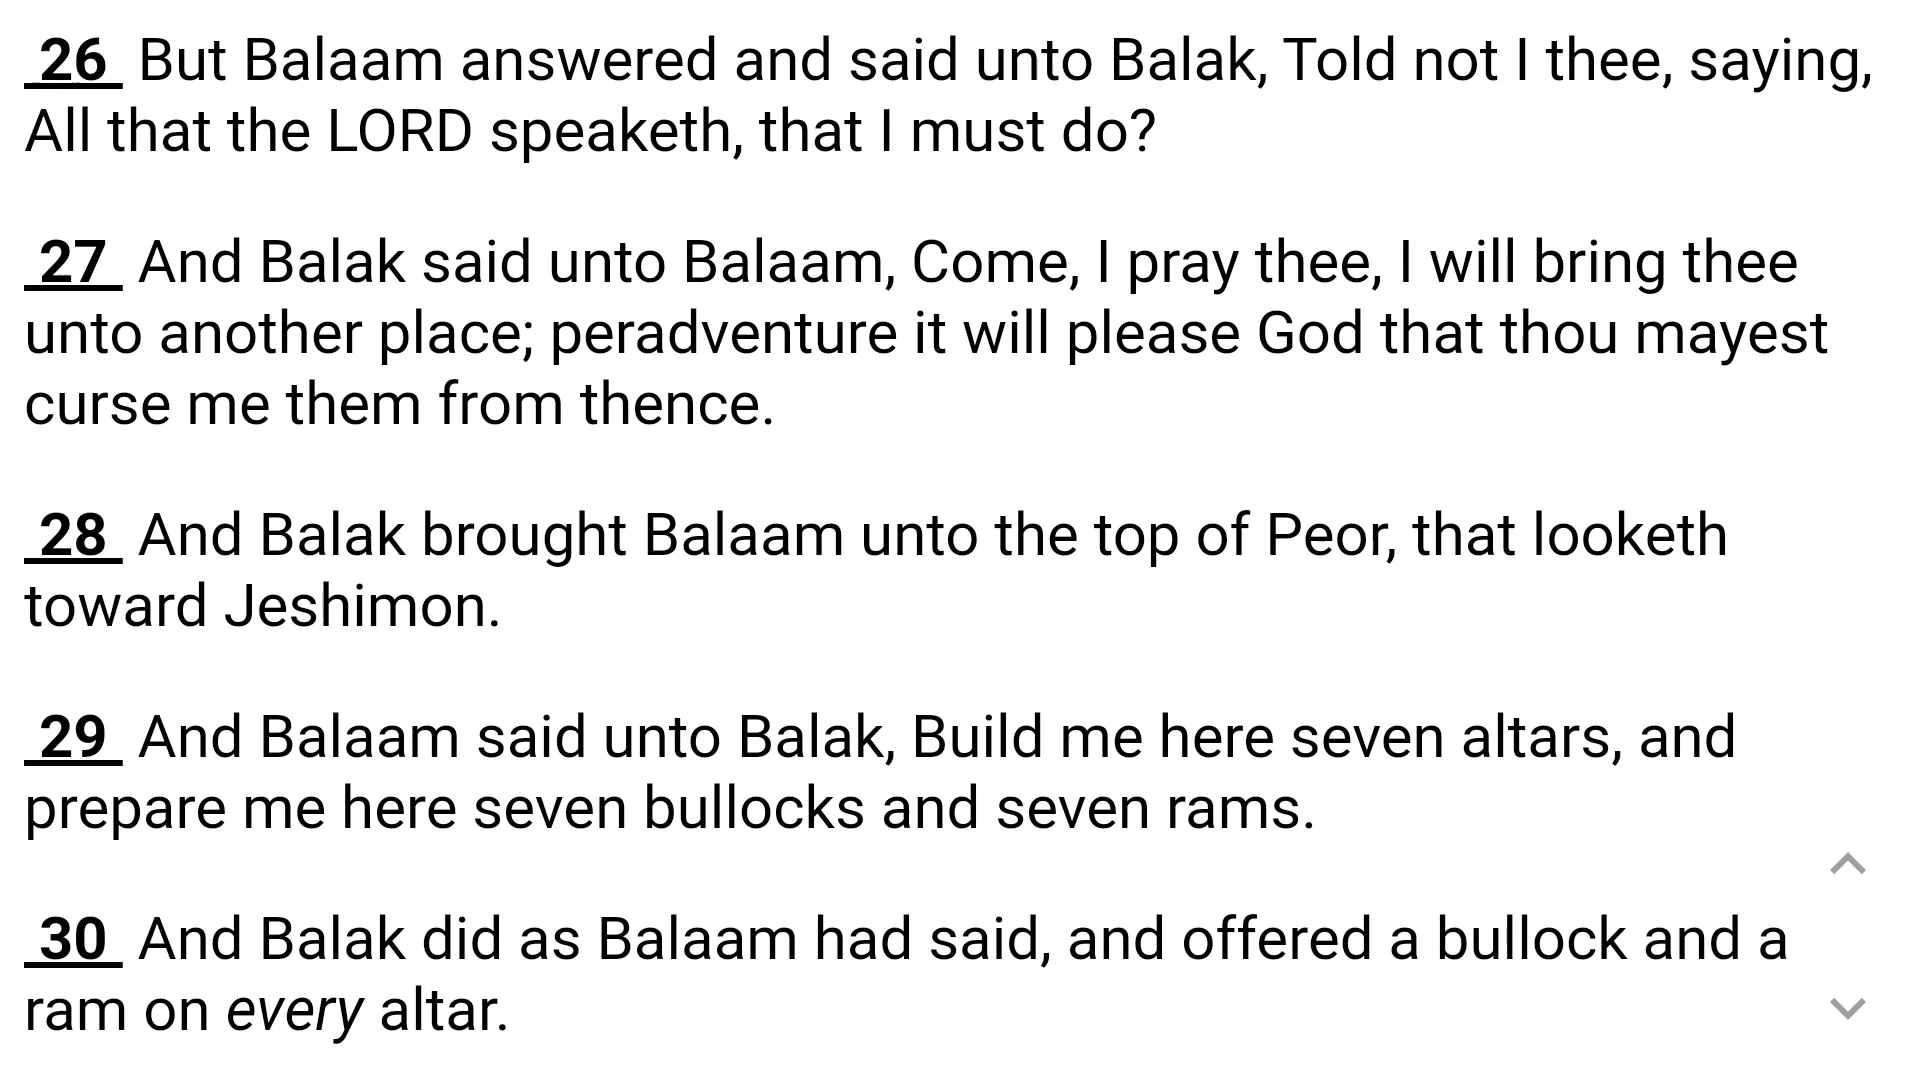 26 But Balaam answered and said unto Balak, Told not I thee, saying,
All that the LORD speaketh, that I must do?
27 And Balak said unto Balaam, Come, I pray thee, I will bring thee
unto another place; peradventure it will please God that thou mayest
curse me them from thence.
28 And Balak brought Balaam unto the top of Peor, that looketh
toward Jeshimon.
29 And Balaam said unto Balak, Build me here seven altars, and
prepare me here seven bullocks and seven rams.
30 And Balak did as Balaam had said, and offered a bullock and a
ram on every altar.